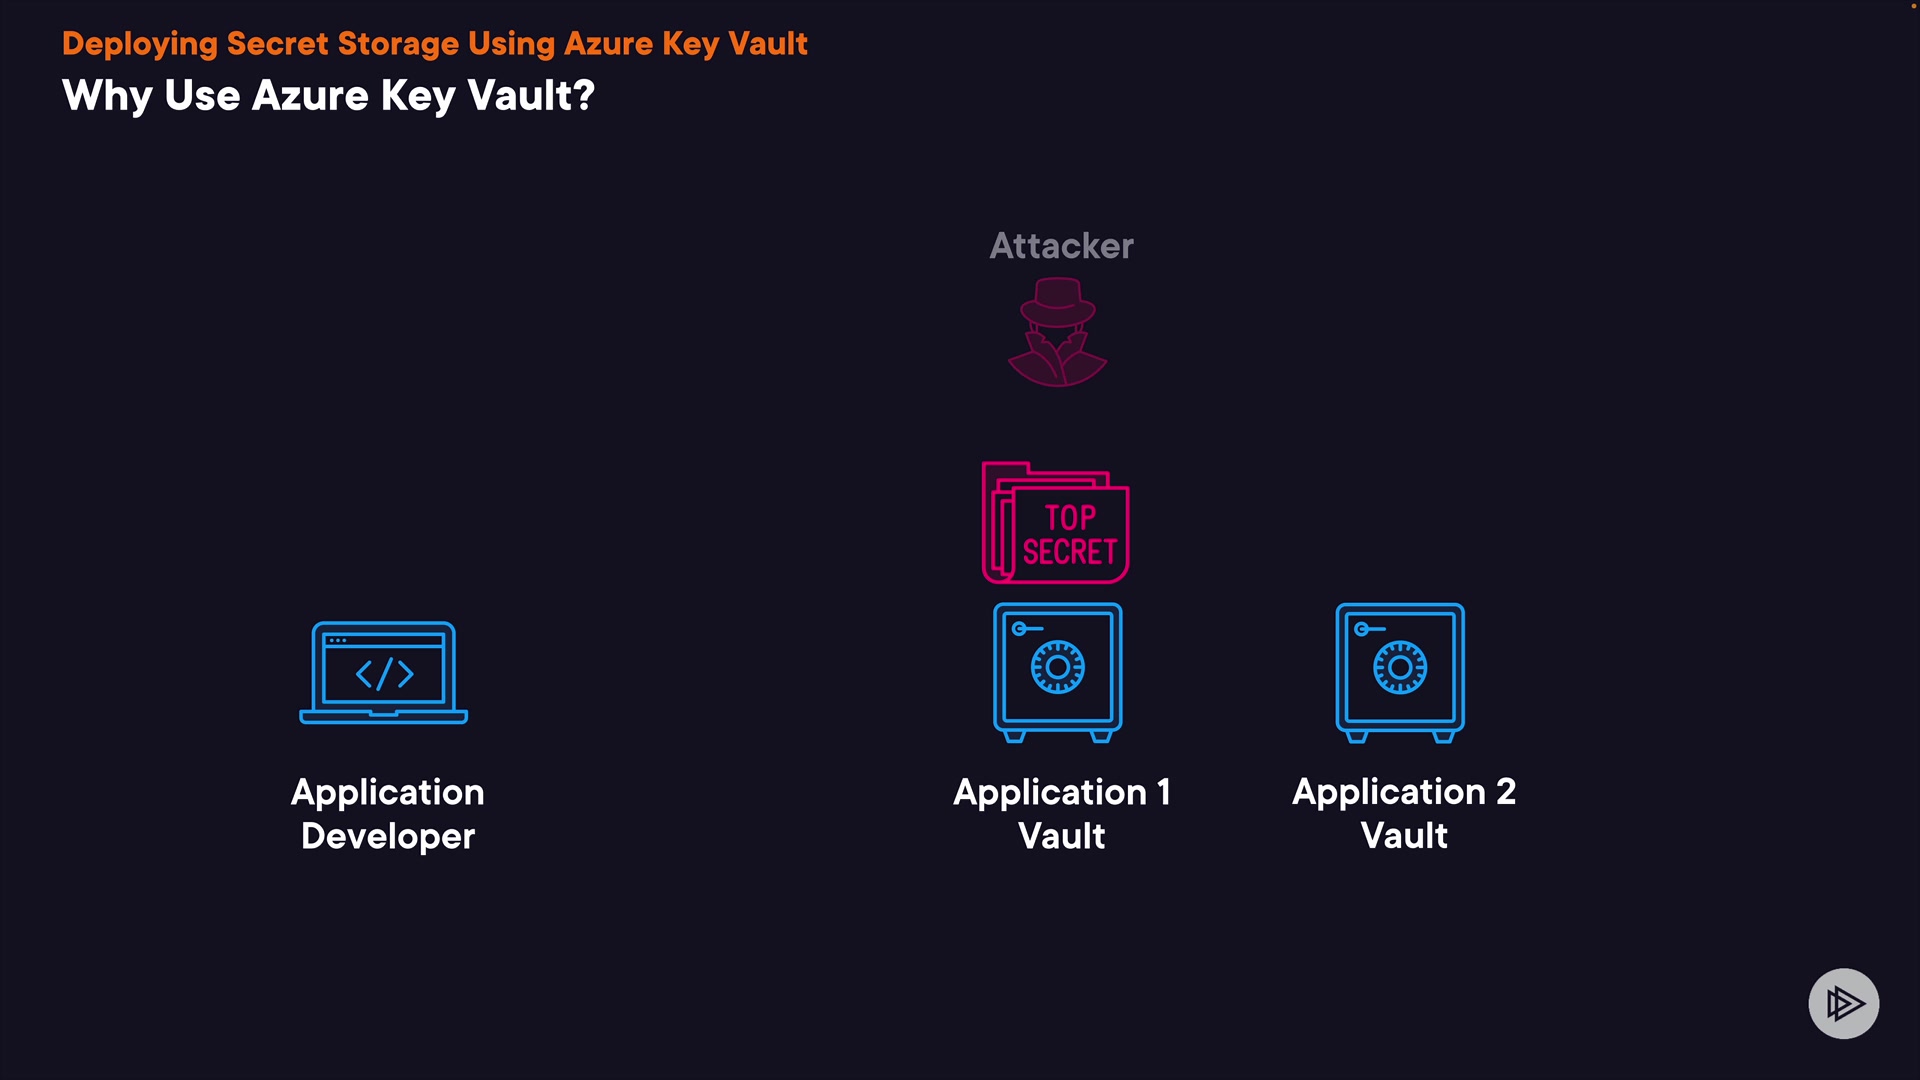 Deploying Secret Storage Using Azure Key Vault
Why Use Azure Key Vault?
Attacker
TOP
SECRET
</>
Application
Developer
Application 1
Vault
Application 2
Vault